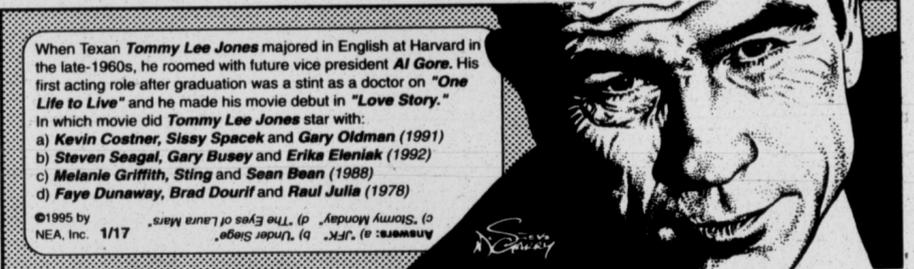 When Texan Tommy Lee Jones majored in English at Harvard in
the late-1960s, he roomed with future vice president Al Gore. His
first acting role after graduation was a stint as a doctor on "One
Life to Live" and he made his movie debut in "Love Story."
In which movie did Tommy Lee Jones star with:
a) Kevin Costner, Sissy Spacek and Gary Oldman (1991)
b) Steven Seagal, Gary Busey and Erika Eleniak (1992)
c) Melanie Griffith, Sting and Sean Bean (1988)
d) Faye Dunaway, Brad Dourif and Raul Julia (1978)
©1995 by
NEA, Inc. 1/17
Answers: a) "JFK." b) "Under Siege."
c) "Stormy Monday." d) "The Eyes of Laura Mars."
Steve
McGarry